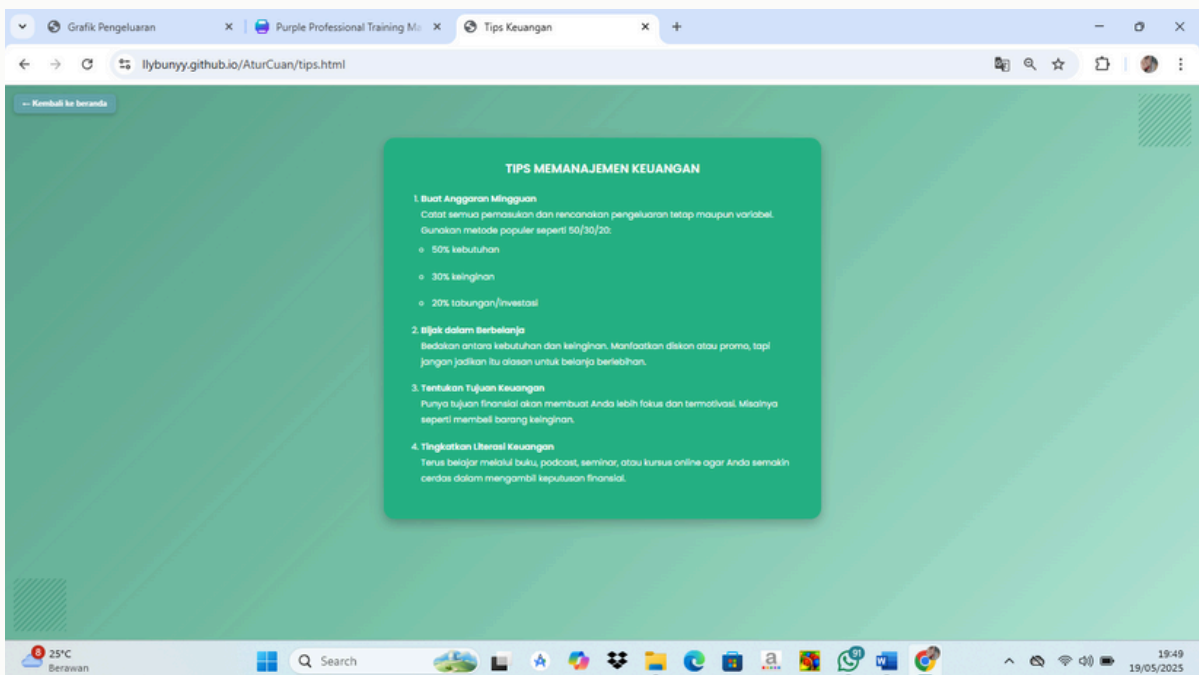 Grafik Pengeluaran
Purple Professional Training Ma
Tips Keuangan
llybunyy.github.io/AturCuan/tips.html
← Kembali ke beranda
TIPS MEMANAJEMEN KEUANGAN
1. Buat Anggaran Mingguan
Catat semua pemasukan dan rencanakan pengeluaran tetap maupun variabel.
Gunakan metode populer seperti 50/30/20:
50% kebutuhan
30% keinginan
20% tabungan/investasi
2. Bijak dalam Berbelanja
Bedakan antara kebutuhan dan keinginan. Manfaatkan diskon atau promo, tapi
jangan jadikan itu alasan untuk belanja berlebihan.
3. Tentukan Tujuan Keuangan
Punya tujuan finansial akan membuat Anda lebih fokus dan termotivasi. Misalnya
seperti membeli barang keinginan.
4. Tingkatkan Literasi Keuangan
Terus belajar melalui buku, podcast, seminar, atau kursus online agar Anda semakin
cerdas dalam mengambil keputusan finansial.
8
25°C
Berawan
Search
a
91
19:49
19/05/2025